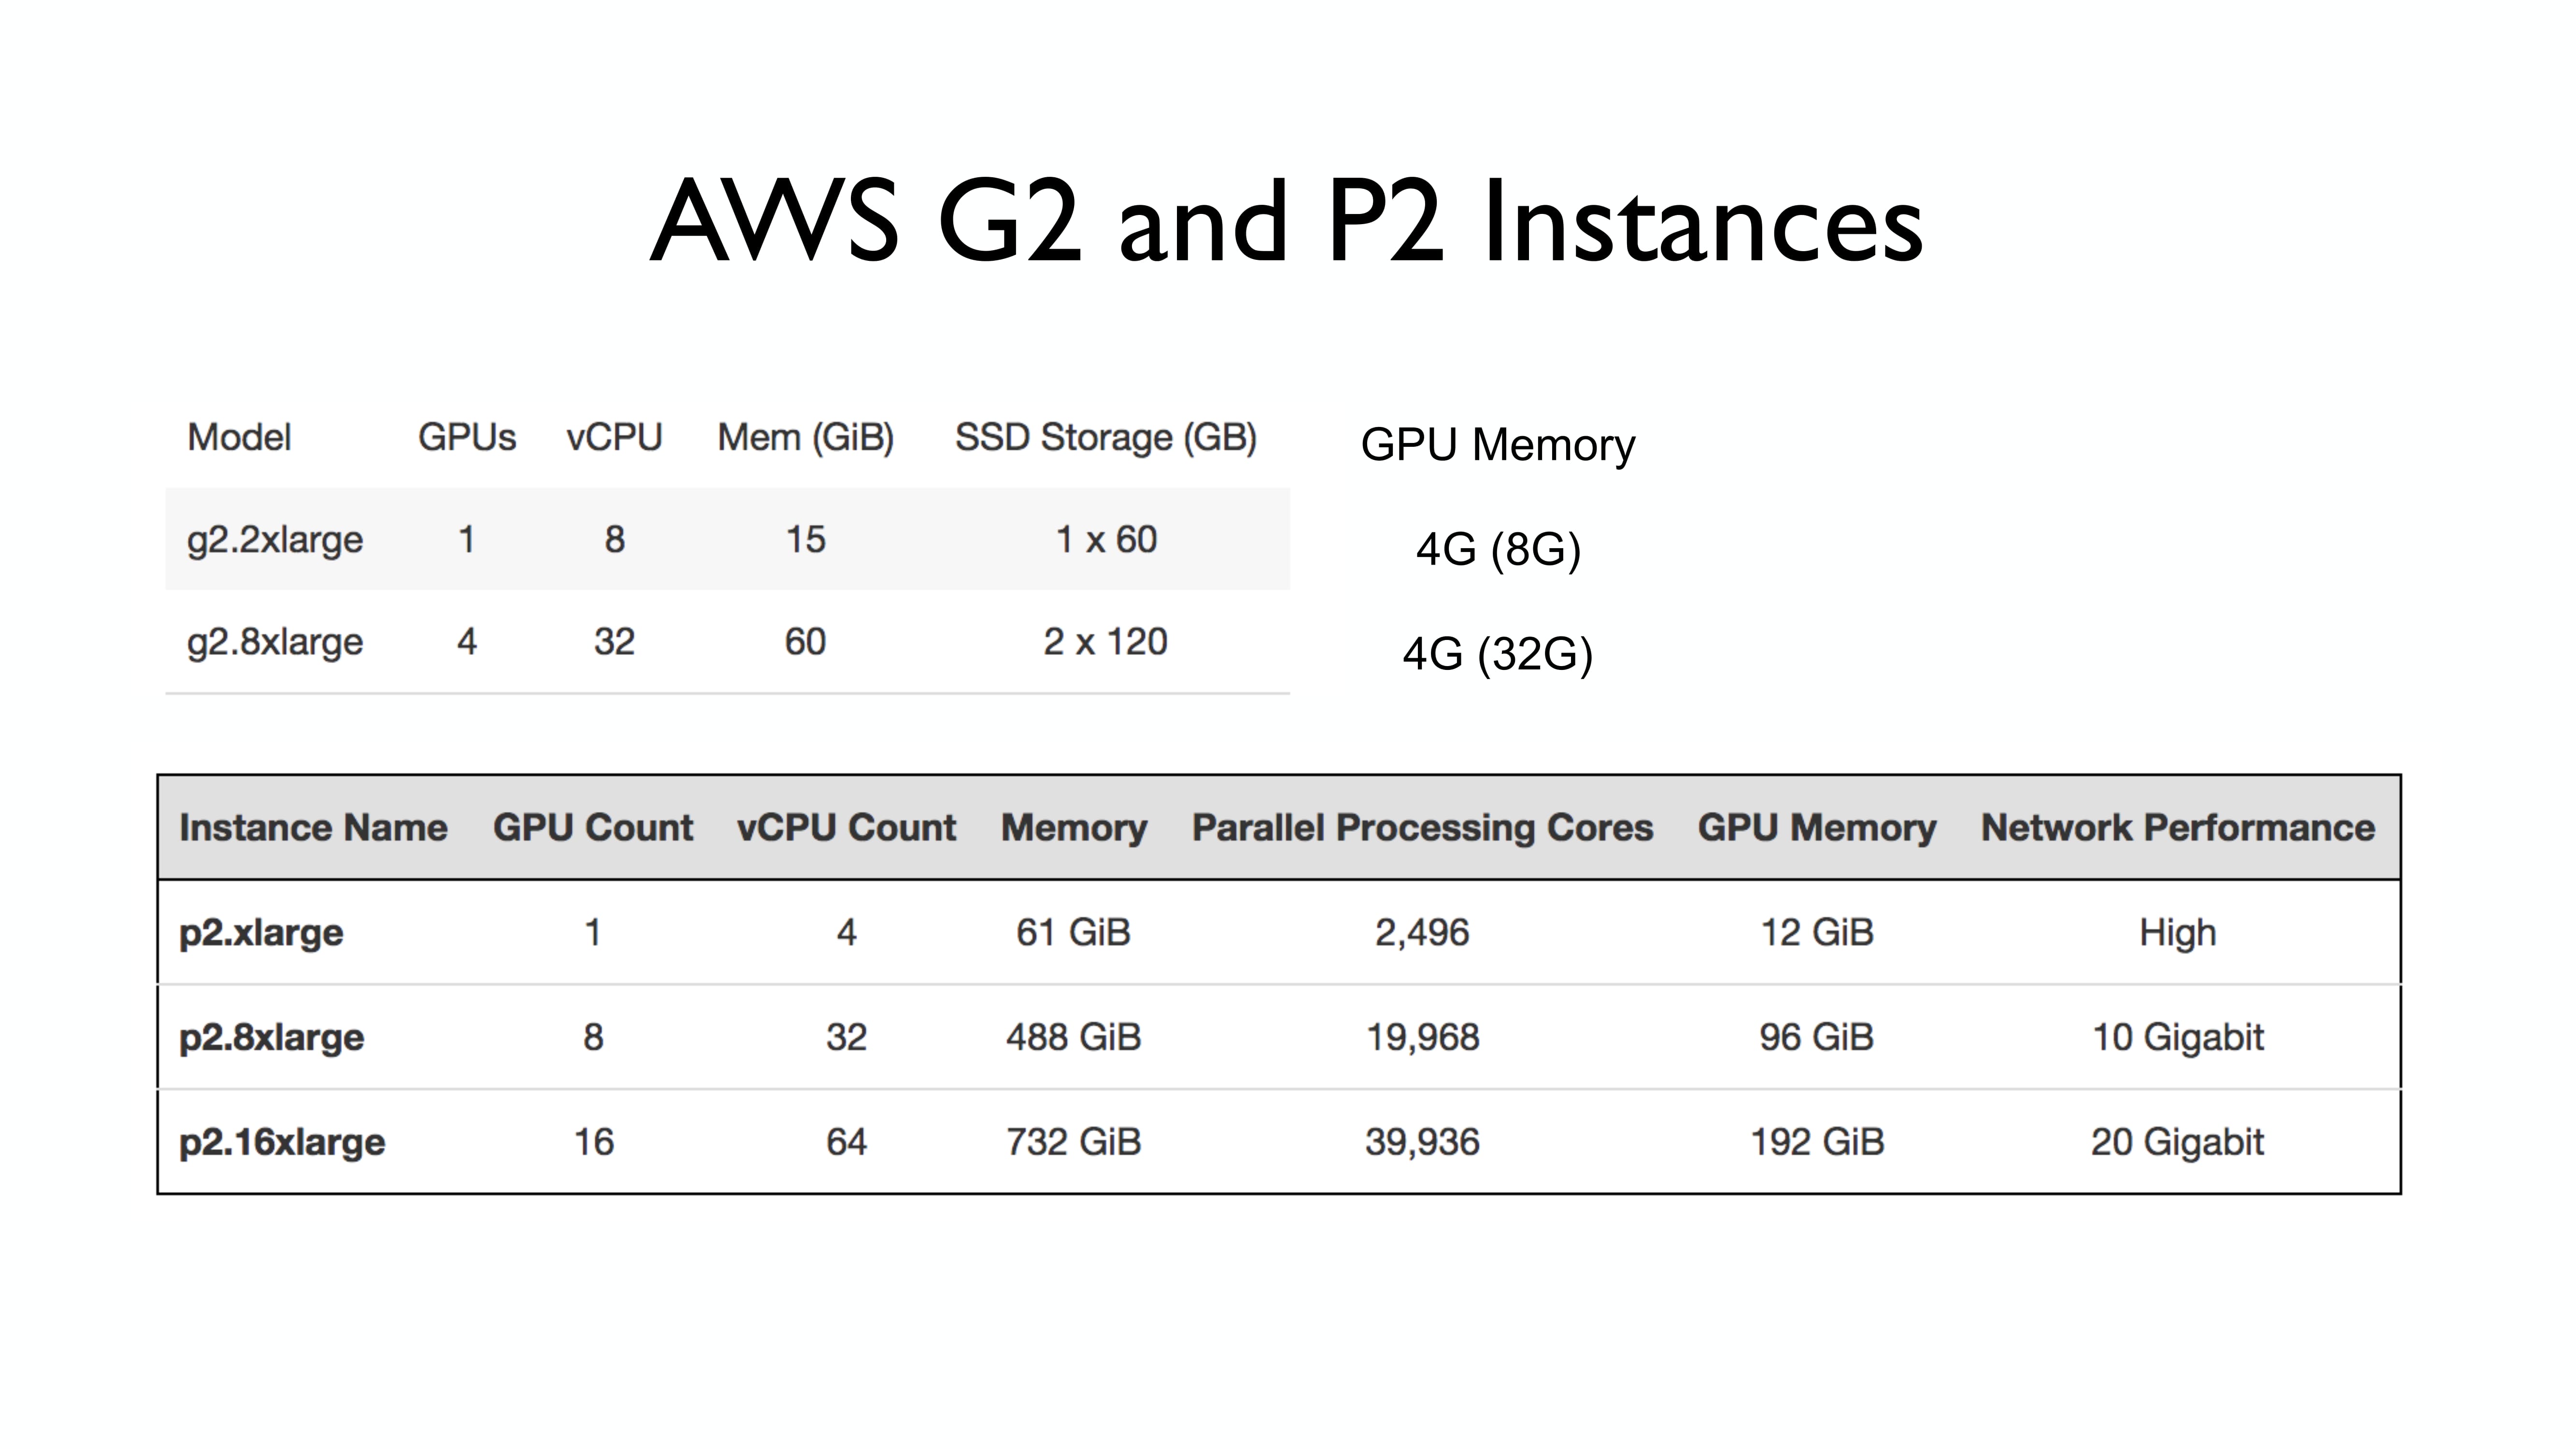 AWS G2 and P2 Instances
Model GPUs vCPU Mem (GiB) SSD Storage (GB) GPU Memory
g2.2xlarge 1 8 15 1 x 60 4G (8G)
g2.8xlarge 4 32 60 2 x 120 4G (32G)
Instance Name GPU Count vCPU Count Memory Parallel Processing Cores GPU Memory Network Performance
p2.xlarge 1 4 61 GiB 2,496 12 GiB High
p2.8xlarge 8 32 488 GiB 19,968 96 GiB 10 Gigabit
p2.16xlarge 16 64 732 GiB 39,936 192 GiB 20 Gigabit